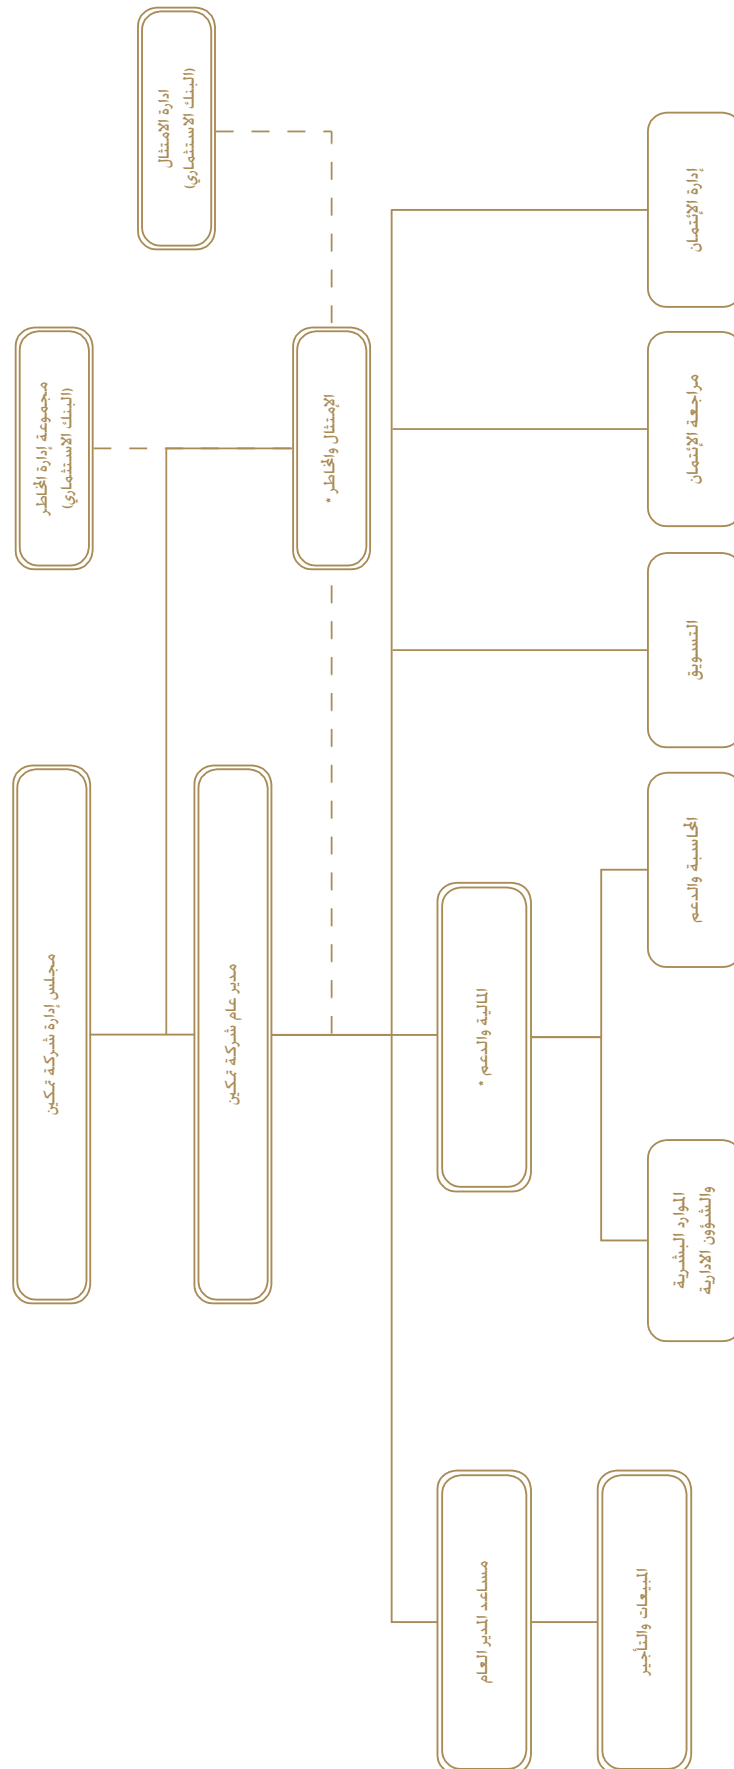 مجلس إدارة شركة تمكين
مجموعة إدارة المخاطر
(البنك الاستثماري)
ادارة الامتثال
(البنك الاستثماري)
مدير عام شركة تمكين
الإمتثال والمخاطر *
المالية والدعم *
مساعد المدير العام
المبيعات والتأجير
إدارة الإئتمان
مراجعة الإئتمان
التسويق
المحاسبة والدعم
الموارد البشرية
والشؤون الادارية